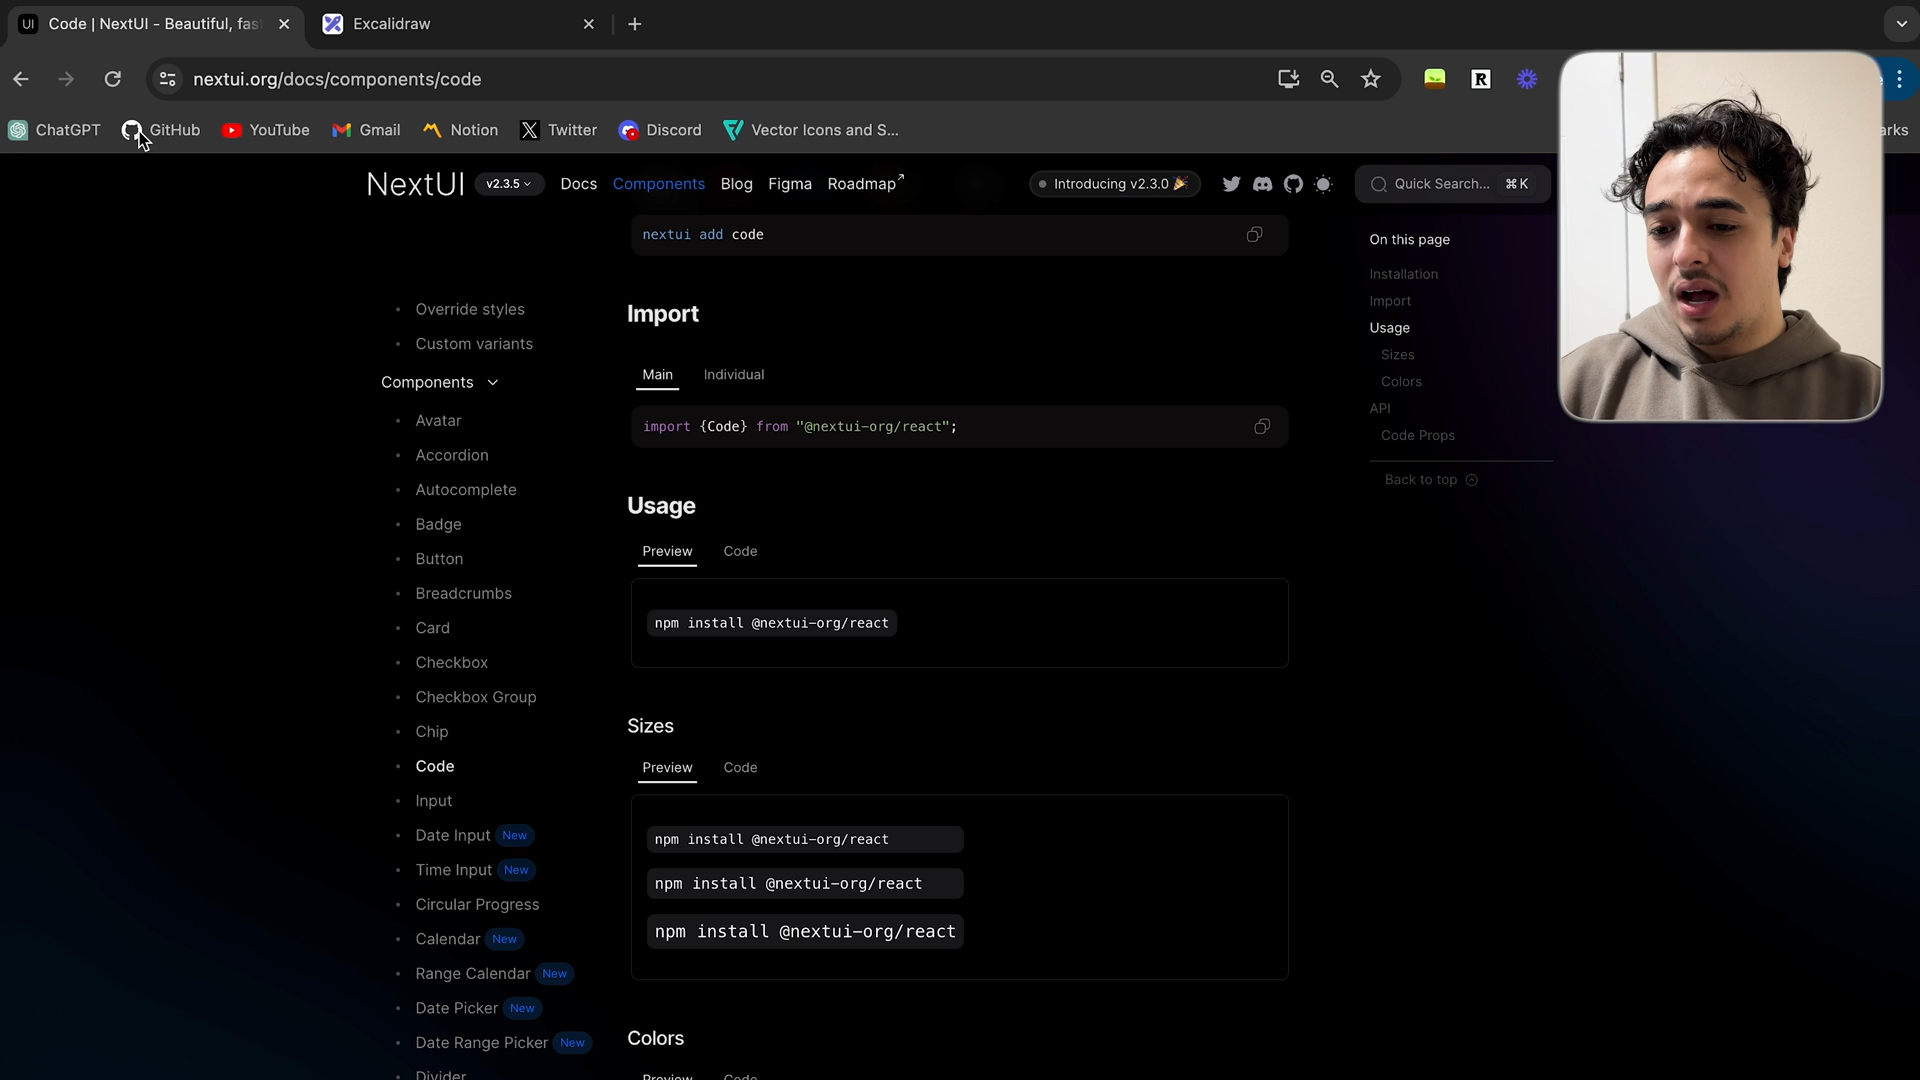 UI Code | NextUI - Beautiful, fas
Excalidraw
nextui.org/docs/components/code
R
ChatGPT
GitHub
YouTube
Gmail
Notion
Twitter
Discord
Vector Icons and S...
arks
NextUI
v2.3.5
Docs
Components
Blog
Figma
Roadmap
Introducing v2.3.0
Quick Search...
⌘K
Override styles
Custom variants
Components
Avatar
Accordion
Autocomplete
Badge
Button
Breadcrumbs
Card
Checkbox
Checkbox Group
Chip
Code
Input
Date Input New
Time Input New
Circular Progress
Calendar New
Range Calendar New
Date Picker New
Date Range Picker New
Divider
nextui add code
Import
Main Individual
import {Code} from "@nextui-org/react";
Usage
Preview Code
npm install @nextui-org/react
Sizes
Preview Code
npm install @nextui-org/react
npm install @nextui-org/react
npm install @nextui-org/react
Colors
Preview Code
On this page
Installation
Import
Usage
Sizes
Colors
API
Code Props
Back to top